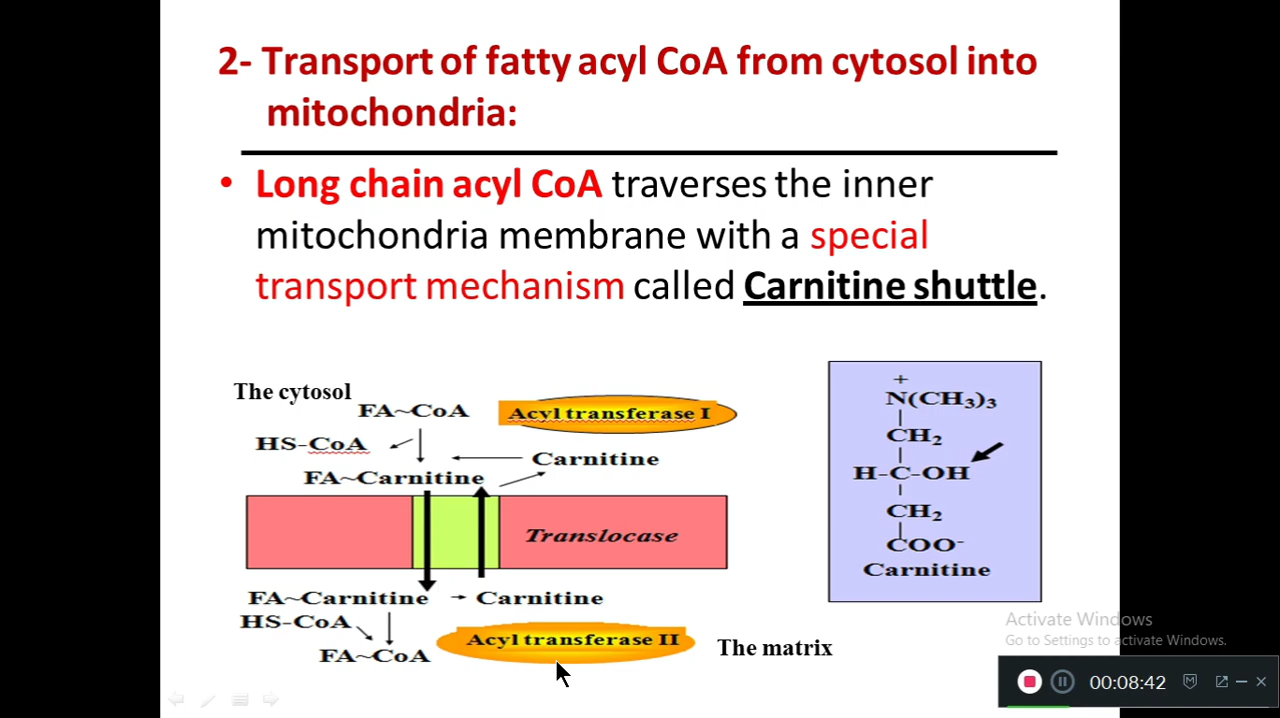 2- Transport of fatty acyl CoA from cytosol into
mitochondria:
• Long chain acyl CoA traverses the inner
mitochondria membrane with a special
transport mechanism called Carnitine shuttle.
The cytosol
FA~CoA
Acyl transferase I
HS-CoA
Carnitine
FA~Carnitine
Translocase
FA~Carnitine
Carnitine
HS-CoA
Acyl transferase II
FA~CoA
The matrix
+
N(CH₃)₃
CH₂
H-C-OH
CH₂
COO⁻
Carnitine
Activate Windows
Go to Settings to activate Windows.
00:08:42